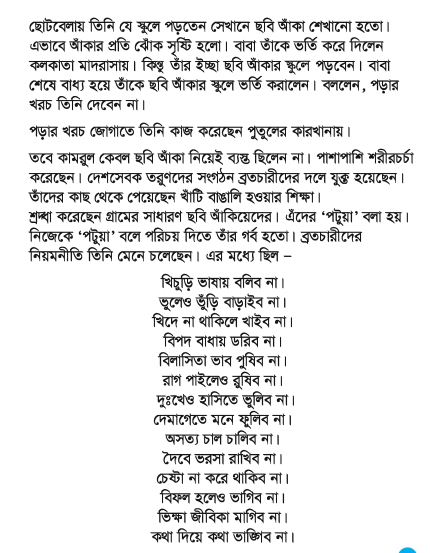 ছোটবেলায় তিনি যে স্কুলে পড়তেন সেখানে ছবি আঁকা শেখানো হতো।
এভাবে আঁকার প্রতি ঝোঁক সৃষ্টি হলো। বাবা তাঁকে ভর্তি করে দিলেন
কলকাতা মাদরাসায়। কিন্তু তাঁর ইচ্ছা ছবি আঁকার স্কুলে পড়বেন। বাবা
শেষে বাধ্য হয়ে তাঁকে ছবি আঁকার স্কুলে ভর্তি করালেন। বললেন, পড়ার
খরচ তিনি দেবেন না।
পড়ার খরচ জোগাতে তিনি কাজ করেছেন পুতুলের কারখানায়।
তবে কামরুল কেবল ছবি আঁকা নিয়েই ব্যস্ত ছিলেন না। পাশাপাশি শরীরচর্চা
করেছেন। দেশসেবক তরুণদের সংগঠন ব্রতচারীদের দলে যুক্ত হয়েছেন।
তাঁদের কাছ থেকে পেয়েছেন খাঁটি বাঙালি হওয়ার শিক্ষা।
শ্রদ্ধা করেছেন গ্রামের সাধারণ ছবি আঁকিয়েদের। এঁদের ‘পটুয়া’ বলা হয়।
নিজেকে ‘পটুয়া’ বলে পরিচয় দিতে তাঁর গর্ব হতো। ব্রতচারীদের
নিয়মনীতি তিনি মেনে চলেছেন। এর মধ্যে ছিল –
খিচুড়ি ভাষায় বলিব না।
ভুলেও ভুঁড়ি বাড়াইব না।
খিদে না থাকিলে খাইব না।
বিপদ বাধায় ডরিব না।
বিলাসিতা ভাব পুষিব না।
রাগ পাইলেও রুষিব না।
দুঃখেও হাসিতে ভুলিব না।
দেমাগেতে মনে ফুলিব না।
অসত্য চাল চালিব না।
দৈবে ভরসা রাখিব না।
চেষ্টা না করে থাকিব না।
বিফল হলেও ভাগিব না।
ভিক্ষা জীবিকা মাগিব না।
কথা দিয়ে কথা ভাঙ্গিব না।